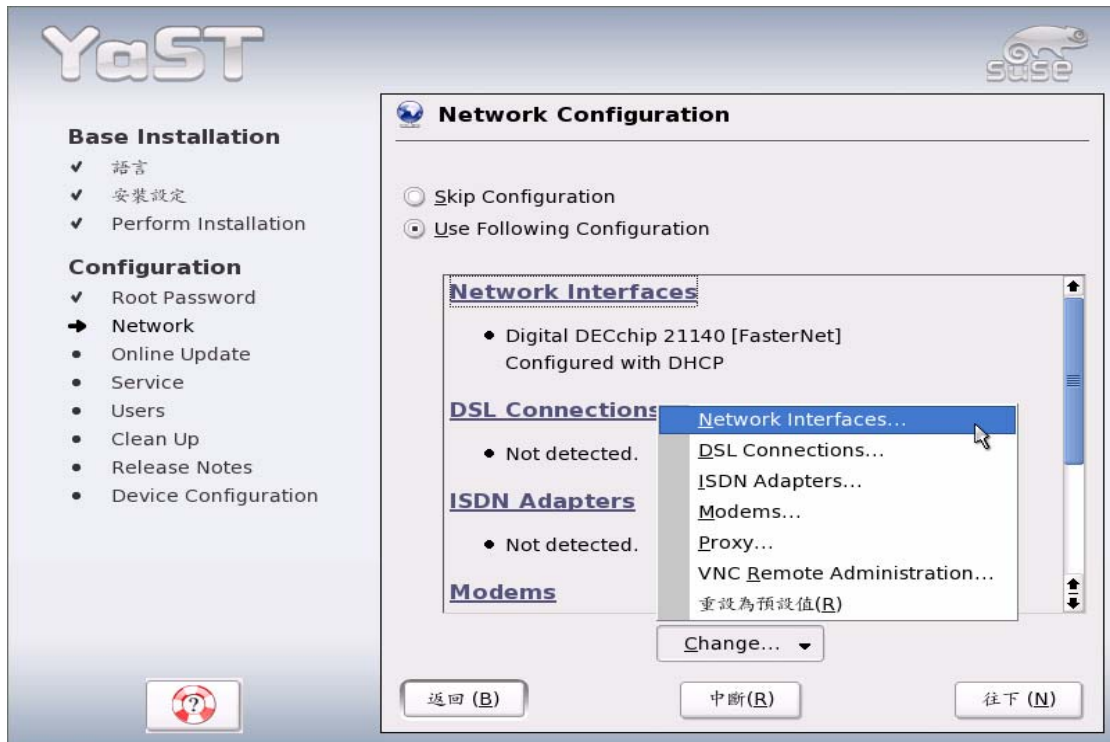 YaST
SUSE
Base Installation
語言
安裝設定
Perform Installation
Configuration
Root Password
Network
Online Update
Service
Users
Clean Up
Release Notes
Device Configuration
Network Configuration
Skip Configuration
Use Following Configuration
Network Interfaces
Digital DECchip 21140 [FasterNet]
Configured with DHCP
DSL Connections
Not detected.
ISDN Adapters
Not detected.
Modems
Network Interfaces...
DSL Connections...
ISDN Adapters...
Modems...
Proxy...
VNC Remote Administration...
重設為預設值(R)
Change...
返回 (B)
中斷(R)
往下 (N)